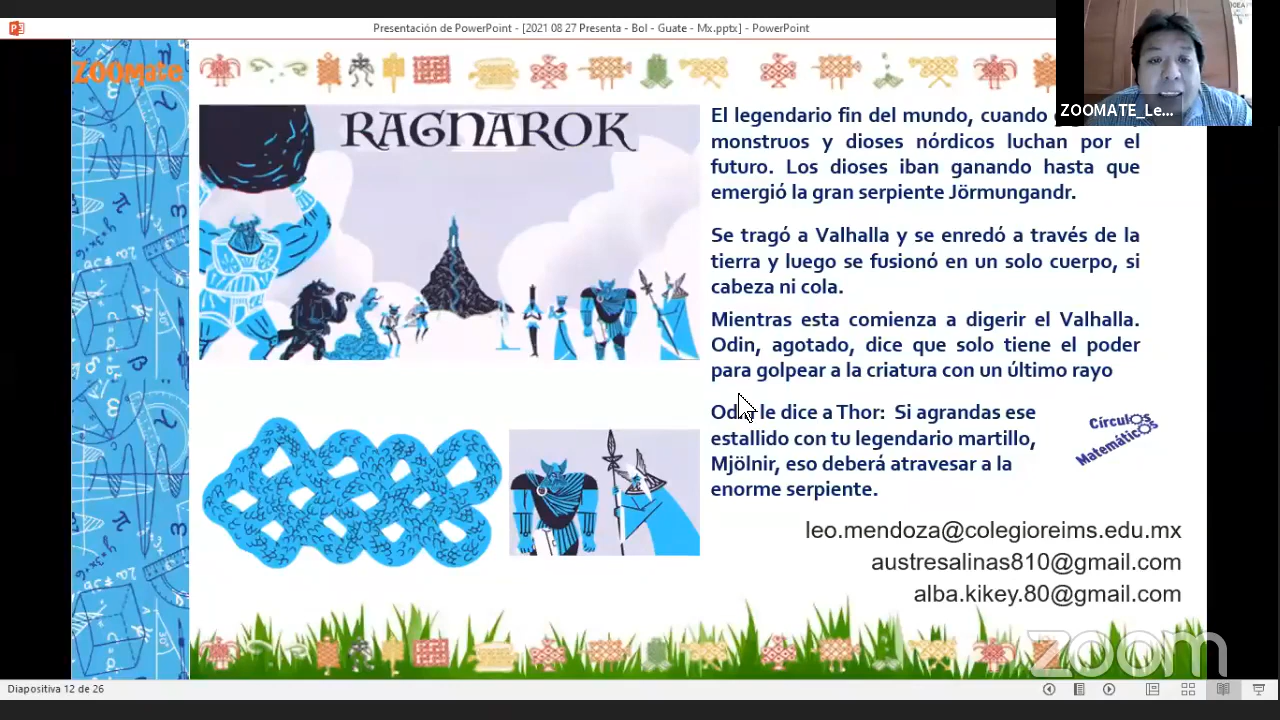 Presentación de PowerPoint - [2021 08 27 Presenta - Bol - Guate - Mx.pptx] - PowerPoint
ZOOMate
ZOOMATE_Le...
RAGNAROK
El legendario fin del mundo, cuando
monstruos y dioses nórdicos luchan por el
futuro. Los dioses iban ganando hasta que
emergió la gran serpiente Jörmungandr.
Se tragó a Valhalla y se enredó a través de la
tierra y luego se fusionó en un solo cuerpo, si
cabeza ni cola.
Mientras esta comienza a digerir el Valhalla.
Odin, agotado, dice que solo tiene el poder
para golpear a la criatura con un último rayo
Odin le dice a Thor: Si agrandas ese
estallido con tu legendario martillo,
Mjölnir, eso deberá atravesar a la
enorme serpiente.
Círculos
Matemáticos
leo.mendoza@colegioreims.edu.mx
austresalinas810@gmail.com
alba.kikey.80@gmail.com
zoom
Diapositiva 12 de 26